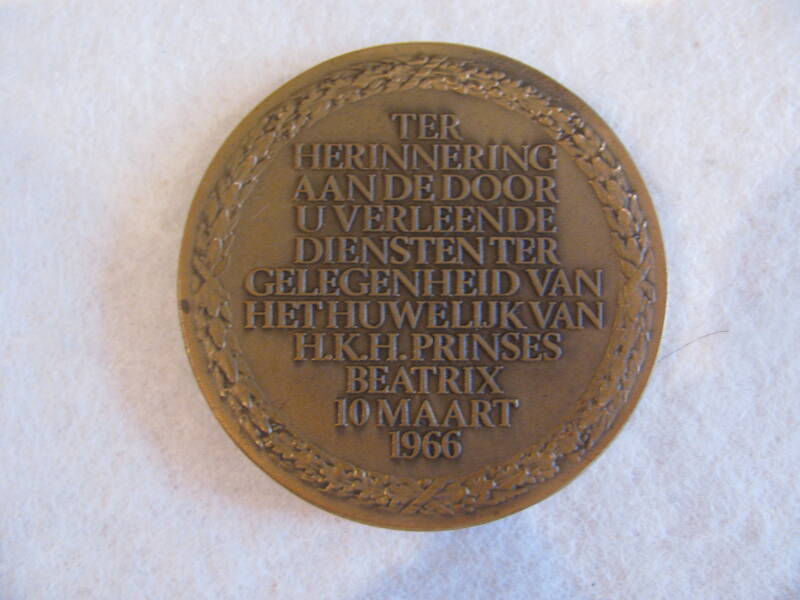 TER
HERINNERING
AAN DE DOOR
U VERLEENDE
DIENSTEN TER
GELEGENHEID VAN
HET HUWELIJK VAN
H.K.H. PRINSES
BEATRIX
10 MAART
1966